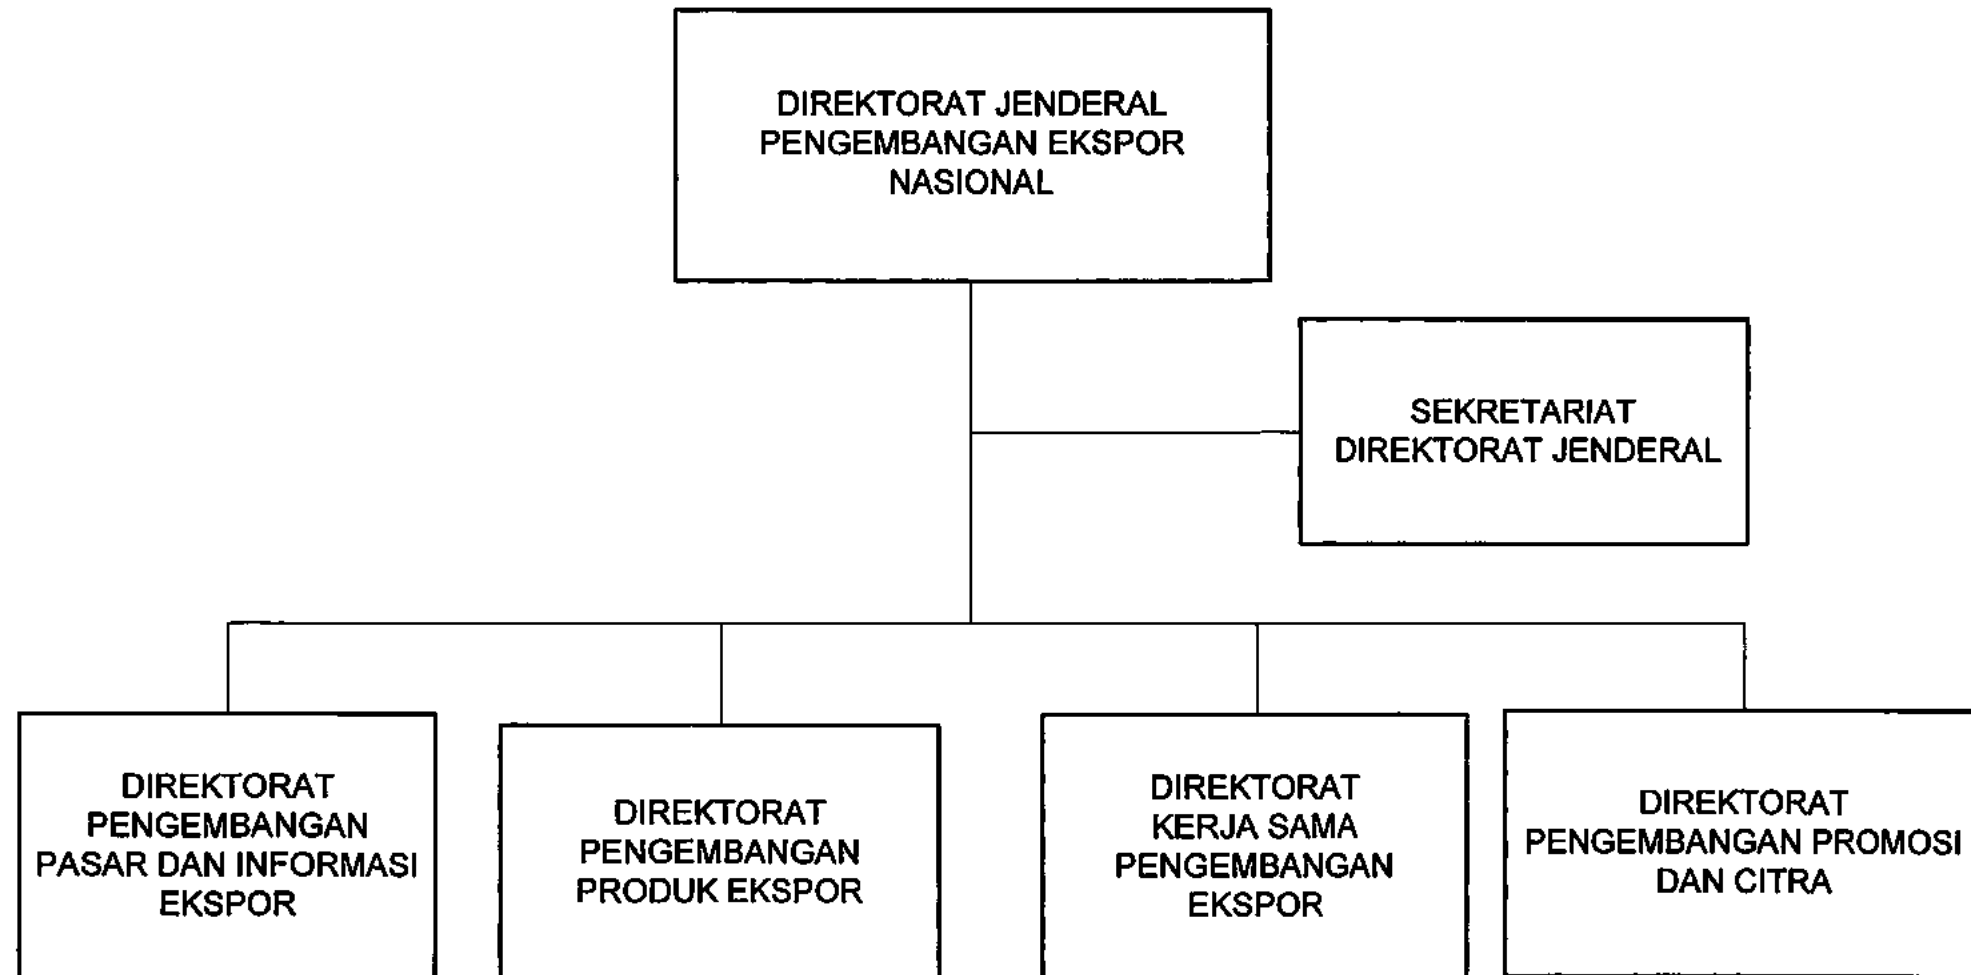 DIREKTORAT JENDERAL
PENGEMBANGAN EKSPOR
NASIONAL
SEKRETARIAT
DIREKTORAT JENDERAL
DIREKTORAT
PENGEMBANGAN
PASAR DAN INFORMASI
EKSPOR
DIREKTORAT
PENGEMBANGAN
PRODUK EKSPOR
DIREKTORAT
KERJA SAMA
PENGEMBANGAN
EKSPOR
DIREKTORAT
PENGEMBANGAN PROMOSI
DAN CITRA